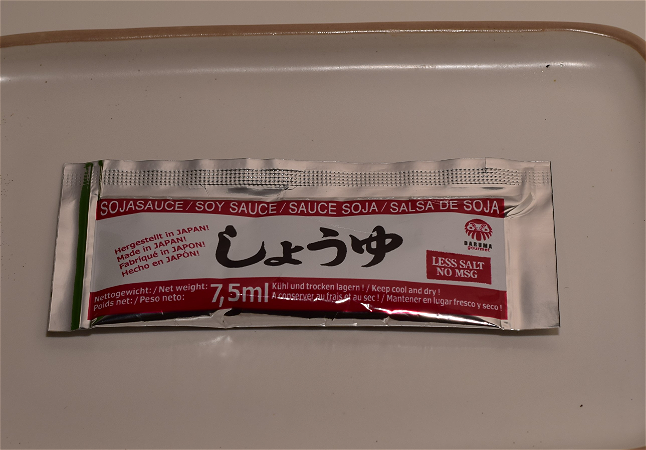 SOJASAUCE / SOY SAUCE / SAUCE SOJA / SALSA DE SOJA
Hergestellt in JAPAN!
Made in JAPAN!
Fabriqué in JAPON!
Hecho en JAPÓN!
しょうゆ
DARUMA
gourmet
LESS SALT
NO MSG
Nettogewicht: / Net weight:
Poids net: / Peso neto:
7,5ml
Kühl und trocken lagern ! / Keep cool and dry !
A conserver au frais et au sec ! / Mantener en lugar fresco y seco !